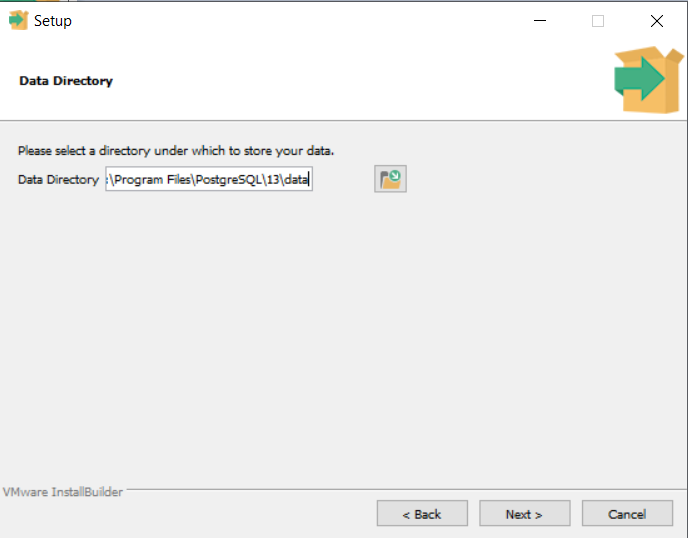 Setup
Data Directory
Please select a directory under which to store your data.
Data Directory :\Program Files\PostgreSQL\13\data
VMware InstallBuilder
< Back Next > Cancel